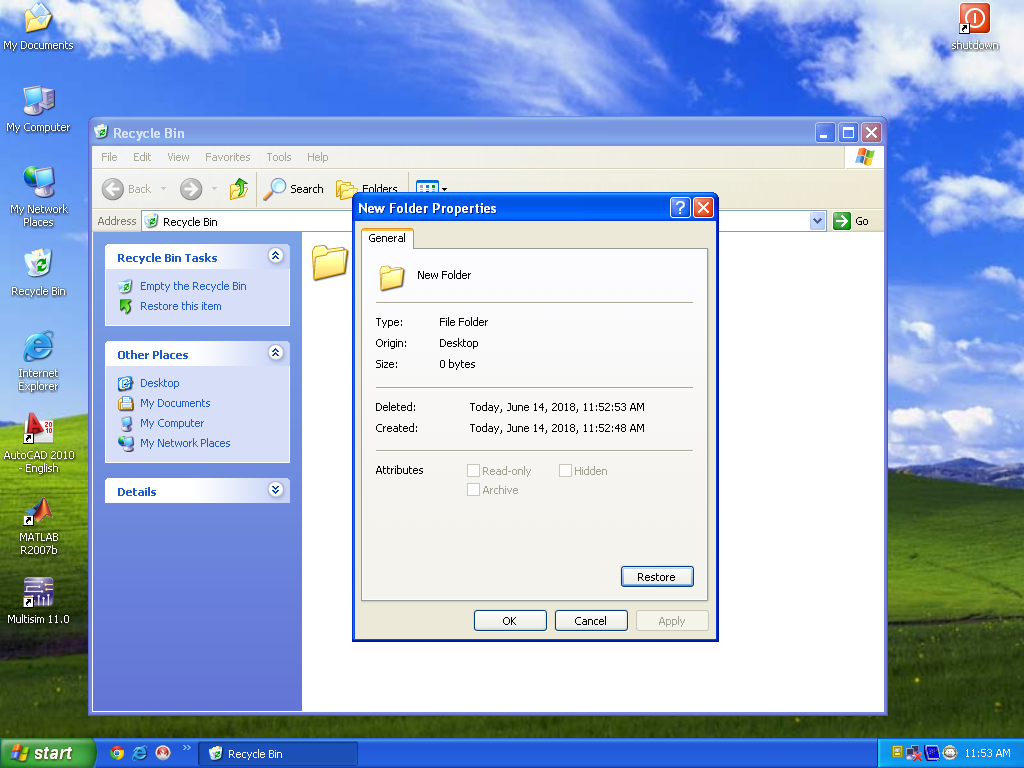 My Documents
shutdown
My Computer
My Network
Places
Recycle Bin
Internet
Explorer
AutoCAD 2010
- English
MATLAB
R2007b
Multisim 11.0
Recycle Bin
File Edit View Favorites Tools Help
Back Search Folders
Address Recycle Bin Go
Recycle Bin Tasks
Empty the Recycle Bin
Restore this item
Other Places
Desktop
My Documents
My Computer
My Network Places
Details
New Folder Properties
General
New Folder
Type: File Folder
Origin: Desktop
Size: 0 bytes
Deleted: Today, June 14, 2018, 11:52:53 AM
Created: Today, June 14, 2018, 11:52:48 AM
Attributes Read-only Hidden
Archive
Restore
OK Cancel Apply
start Recycle Bin 11:53 AM